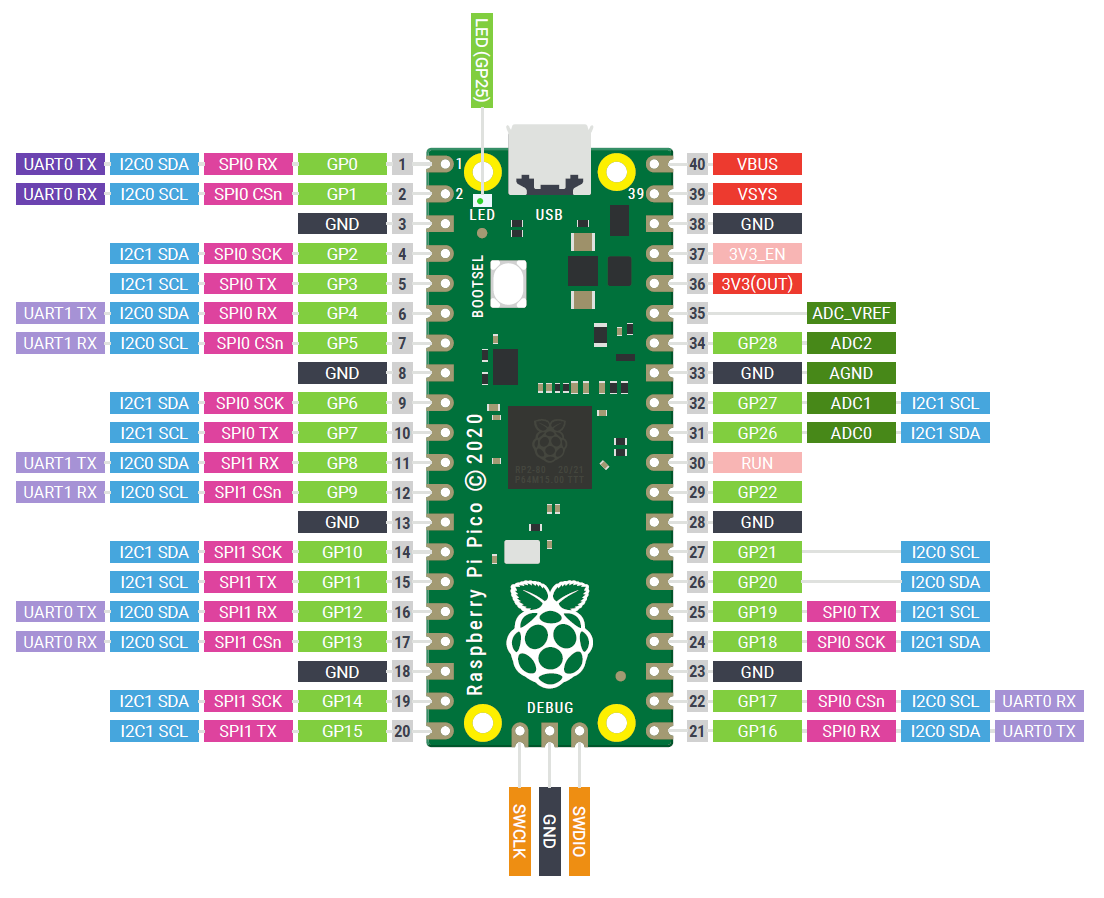 LED (GP25)
UART0 TX I2C0 SDA SPI0 RX GP0 1 1 40 VBUS
UART0 RX I2C0 SCL SPI0 CSn GP1 2 2 39 39 VSYS
LED USB
GND 3 38 GND
I2C1 SDA SPI0 SCK GP2 4 37 3V3_EN
I2C1 SCL SPI0 TX GP3 5 36 3V3(OUT)
BOOTSEL
UART1 TX I2C0 SDA SPI0 RX GP4 6 35 ADC_VREF
UART1 RX I2C0 SCL SPI0 CSn GP5 7 34 GP28 ADC2
GND 8 33 GND AGND
I2C1 SDA SPI0 SCK GP6 9 32 GP27 ADC1 I2C1 SCL
I2C1 SCL SPI0 TX GP7 10 31 GP26 ADC0 I2C1 SDA
UART1 TX I2C0 SDA SPI1 RX GP8 11 30 RUN
UART1 RX I2C0 SCL SPI1 CSn GP9 12 29 GP22
GND 13 28 GND
I2C1 SDA SPI1 SCK GP10 14 27 GP21 I2C0 SCL
I2C1 SCL SPI1 TX GP11 15 26 GP20 I2C0 SDA
UART0 TX I2C0 SDA SPI1 RX GP12 16 25 GP19 SPI0 TX I2C1 SCL
UART0 RX I2C0 SCL SPI1 CSn GP13 17 24 GP18 SPI0 SCK I2C1 SDA
GND 18 23 GND
I2C1 SDA SPI1 SCK GP14 19 22 GP17 SPI0 CSn I2C0 SCL UART0 RX
I2C1 SCL SPI1 TX GP15 20 21 GP16 SPI0 RX I2C0 SDA UART0 TX
Raspberry Pi Pico © 2020
DEBUG
SWCLK GND SWDIO